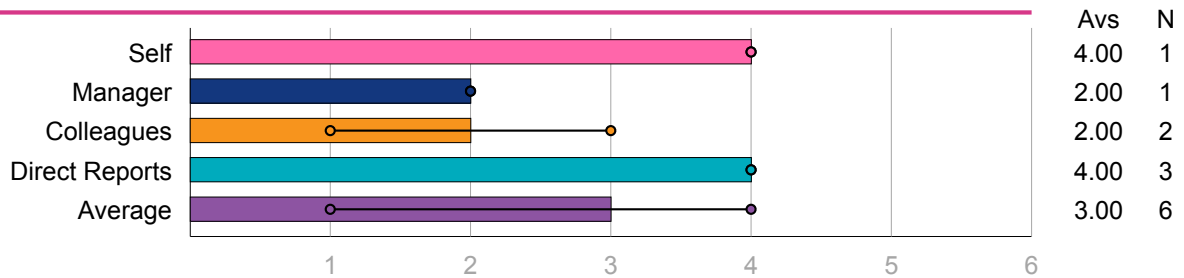 Avs N
Self 4.00 1
Manager 2.00 1
Colleagues 2.00 2
Direct Reports 4.00 3
Average 3.00 6
1 2 3 4 5 6